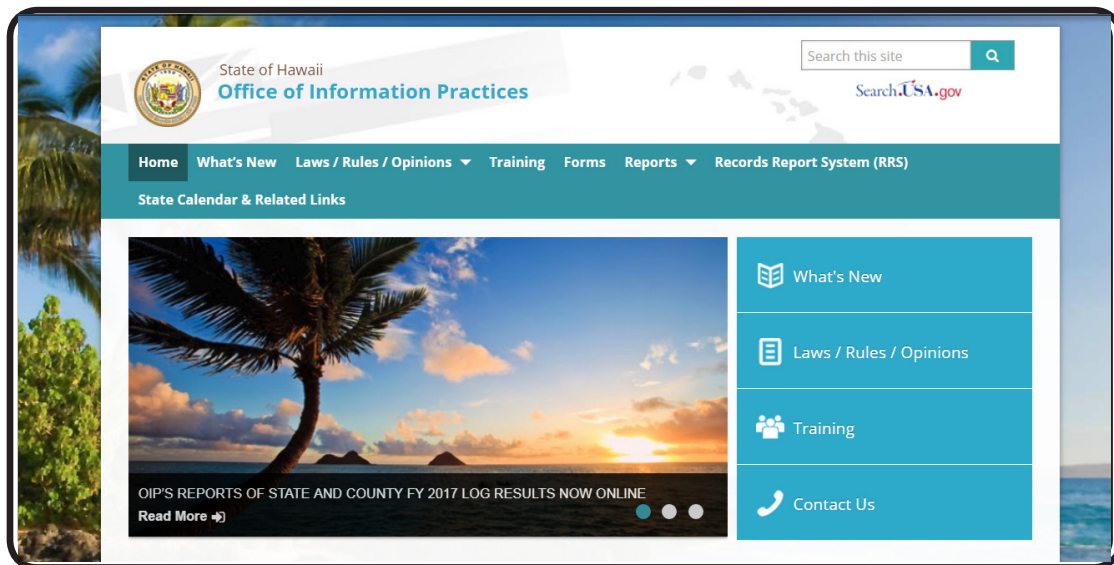 State of Hawaii
Office of Information Practices
Search this site
Search.USA.gov
Home What's New Laws / Rules / Opinions Training Forms Reports Records Report System (RRS)
State Calendar & Related Links
OIP'S REPORTS OF STATE AND COUNTY FY 2017 LOG RESULTS NOW ONLINE
Read More
What's New
Laws / Rules / Opinions
Training
Contact Us